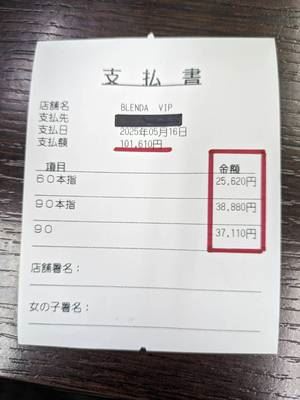 支払書
店舗名 BLENDA VIP
支払先
支払日 2025年05月16日
支払額 101,610円
項目 金額
60本指 25,620円
90本指 38,880円
90 37,110円
店舗署名：
女の子署名：